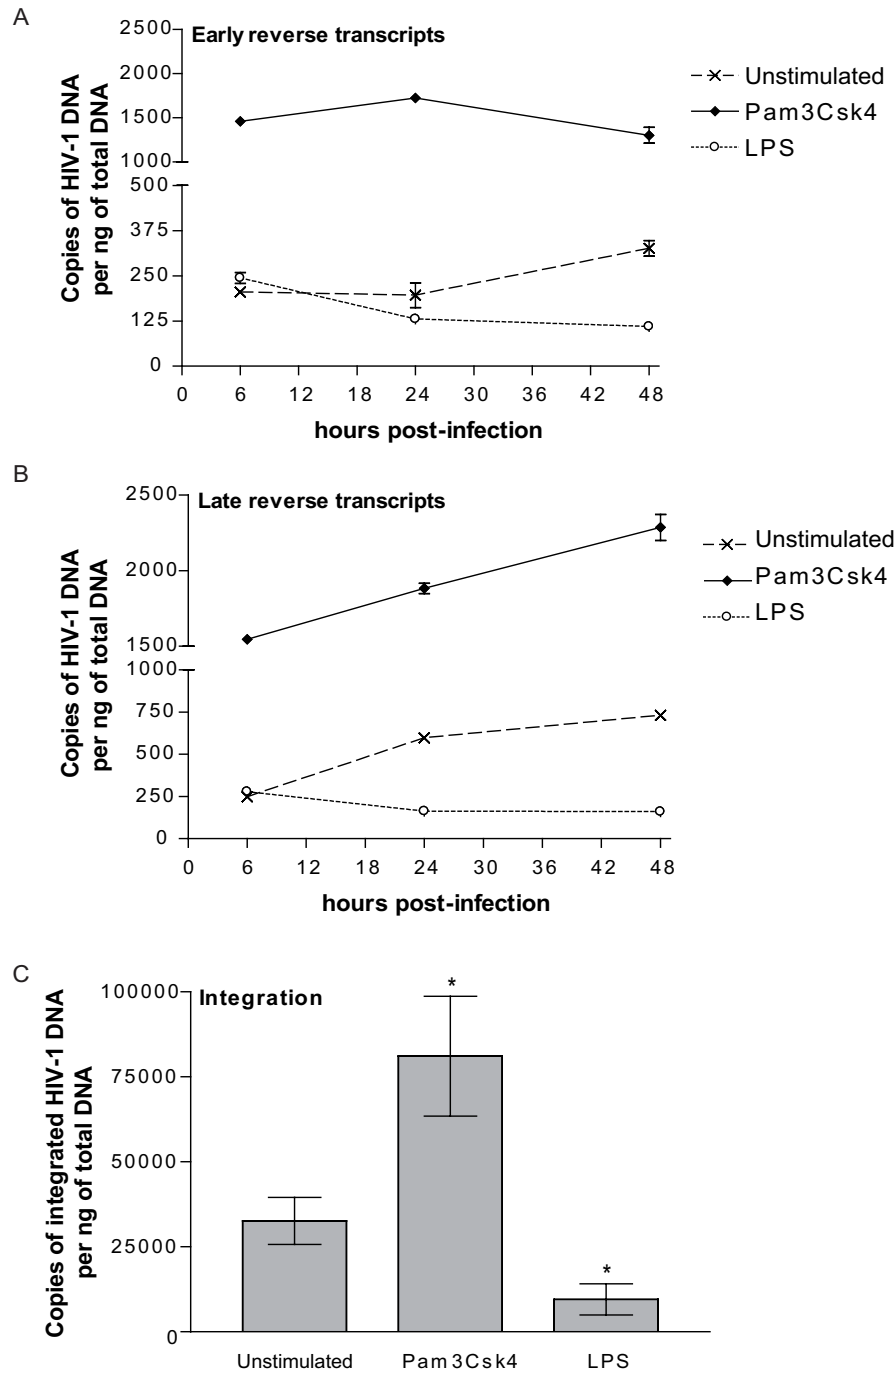 A
Early reverse transcripts
2500
2000
1500
1000
500
375
250
125
0
0 6 12 18 24 30 36 42 48
Copies of HIV-1 DNA
per ng of total DNA
hours post-infection
Unstimulated
Pam3Csk4
LPS
B
Late reverse transcripts
2500
2000
1500
1000
750
500
250
0
0 6 12 18 24 30 36 42 48
Copies of HIV-1 DNA
per ng of total DNA
hours post-infection
Unstimulated
Pam3Csk4
LPS
C
Integration
100000
75000
50000
25000
0
Copies of integrated HIV-1 DNA
per ng of total DNA
*
*
Unstimulated Pam3Csk4 LPS